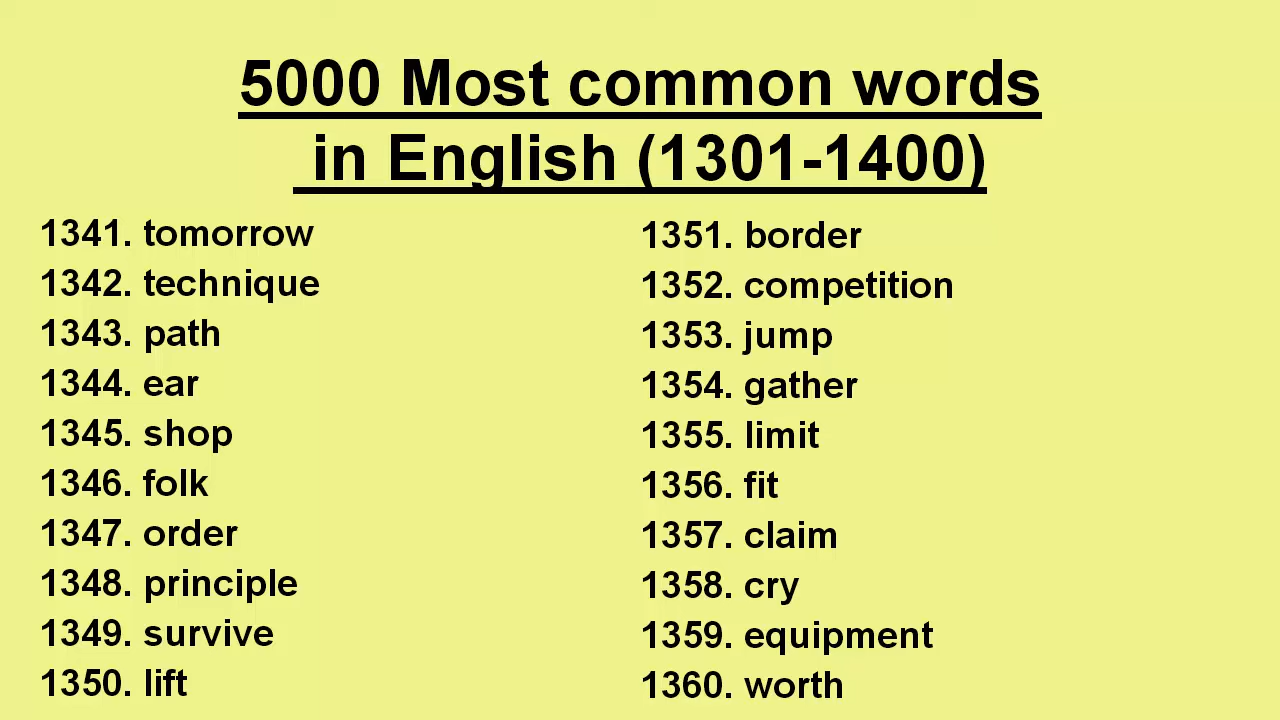 5000 Most common words
in English (1301-1400)
1341. tomorrow
1342. technique
1343. path
1344. ear
1345. shop
1346. folk
1347. order
1348. principle
1349. survive
1350. lift
1351. border
1352. competition
1353. jump
1354. gather
1355. limit
1356. fit
1357. claim
1358. cry
1359. equipment
1360. worth